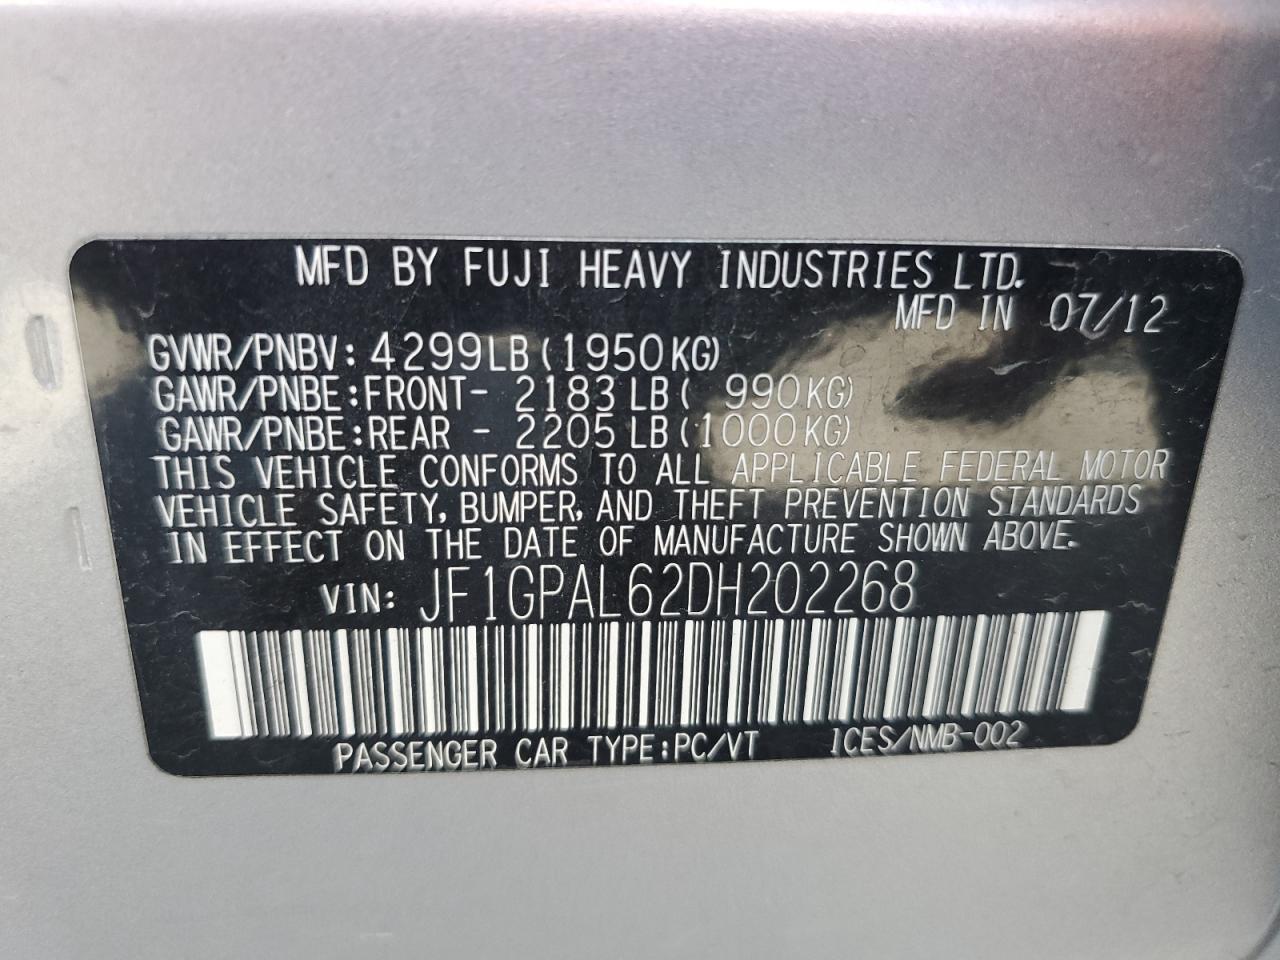 MFD BY FUJI HEAVY INDUSTRIES LTD.
MFD IN 07/12
GVWR/PNBV: 4299LB (1950KG)
GAWR/PNBE:FRONT- 2183 LB ( 990KG)
GAWR/PNBE:REAR - 2205 LB (1000KG)
THIS VEHICLE CONFORMS TO ALL APPLICABLE FEDERAL MOTOR
VEHICLE SAFETY, BUMPER, AND THEFT PREVENTION STANDARDS
IN EFFECT ON THE DATE OF MANUFACTURE SHOWN ABOVE.
VIN: JF1GPAL62DH202268
PASSENGER CAR TYPE:PC/VT ICES/NMB-002